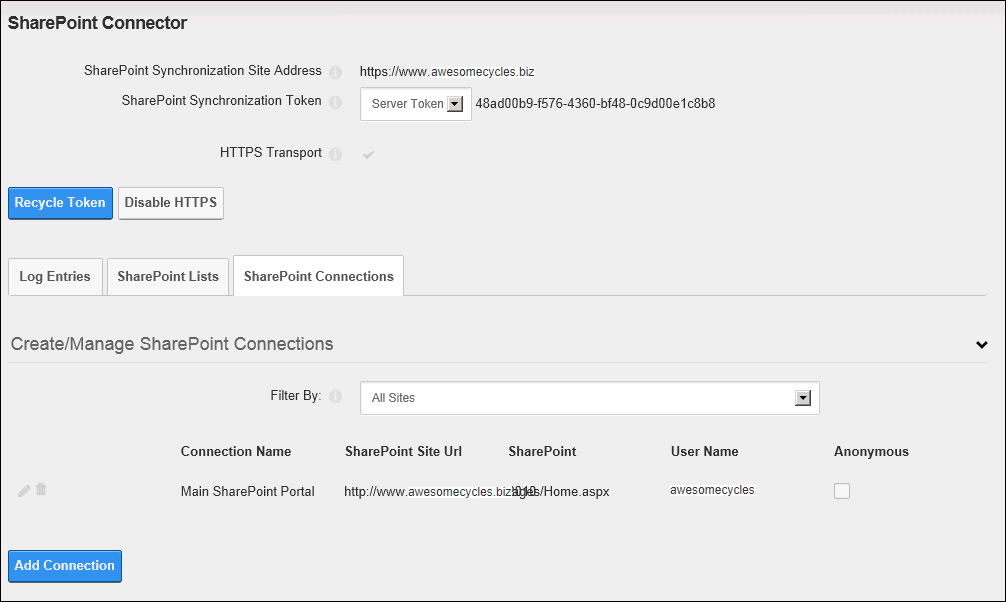 SharePoint Connector
SharePoint Synchronization Site Address https://www.awesomecycles.biz
SharePoint Synchronization Token Server Token 48ad00b9-f576-4360-bf48-0c9d00e1c8b8
HTTPS Transport
Recycle Token Disable HTTPS
Log Entries SharePoint Lists SharePoint Connections
Create/Manage SharePoint Connections
Filter By: All Sites
Connection Name SharePoint Site Url SharePoint User Name Anonymous
Main SharePoint Portal http://www.awesomecycles.biz /Home.aspx awesomecycles
Add Connection